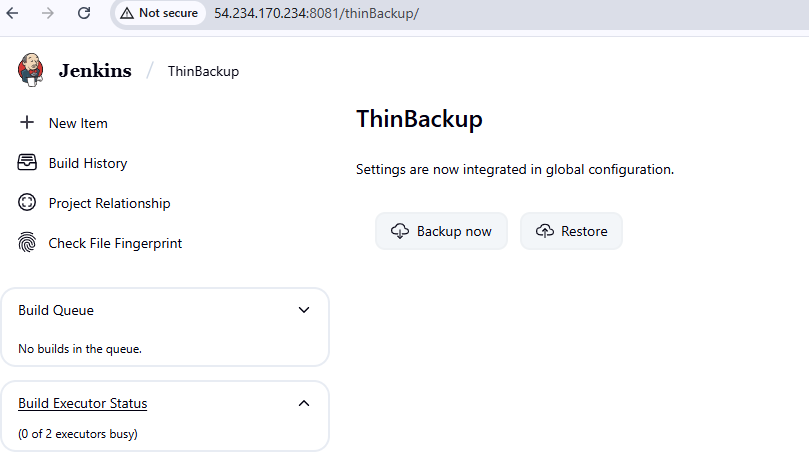 Not secure 54.234.170.234:8081/thinBackup/
Jenkins / ThinBackup
New Item
Build History
Project Relationship
Check File Fingerprint
Build Queue
No builds in the queue.
Build Executor Status
(0 of 2 executors busy)
ThinBackup
Settings are now integrated in global configuration.
Backup now Restore